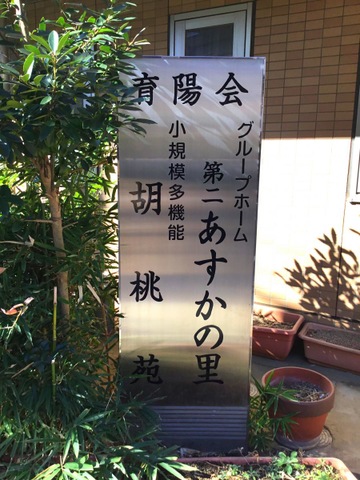 育陽会
グループホーム
第二あすかの里
小規模多機能
胡桃苑